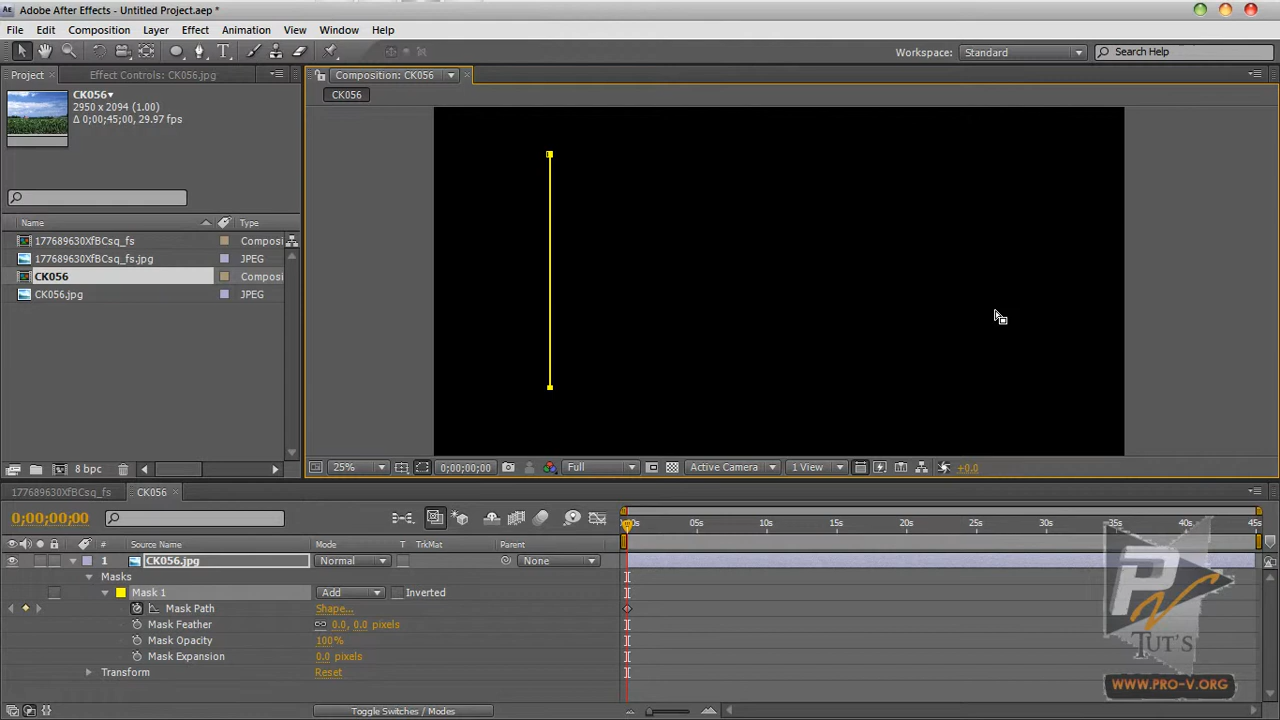 Adobe After Effects - Untitled Project.aep *
File Edit Composition Layer Effect Animation View Window Help
Workspace: Standard Search Help
Project Effect Controls: CK056.jpg Composition: CK056
CK056
CK056
2950 x 2094 (1.00)
Δ 0;00;45;00, 29.97 fps
Name Type
177689630XfBCsq_fs Composi
177689630XfBCsq_fs.jpg JPEG
CK056 Composi
CK056.jpg JPEG
8 bpc 25% 0;00;00;00 Full Active Camera 1 View +0.0
177689630XfBCsq_fs CK056
0;00;00;00
05s 10s 15s 20s 25s 30s 35s 40s 45s
# Source Name Mode T TrkMat Parent
1 CK056.jpg Normal None
Masks
Mask 1 Add Inverted
Mask Path Shape...
Mask Feather 0.0, 0.0 pixels
Mask Opacity 100%
Mask Expansion 0.0 pixels
Transform Reset
Toggle Switches / Modes
PV
TUT'S
WWW.PRO-V.ORG